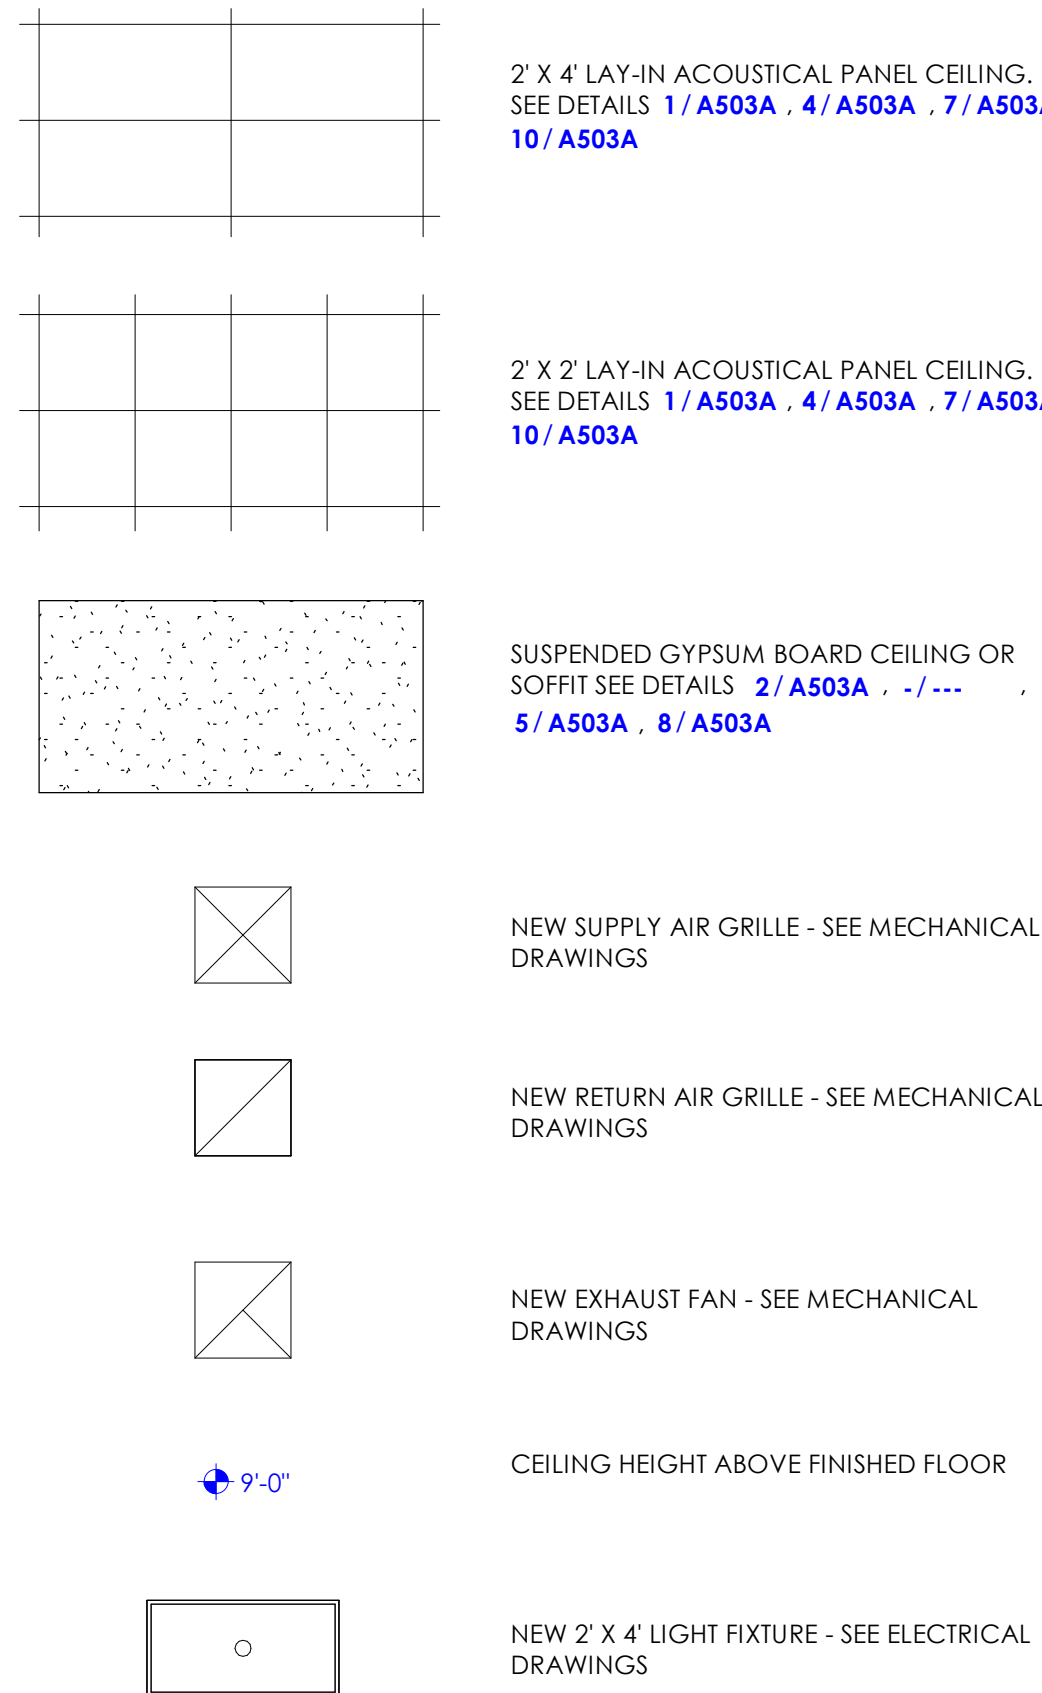 2' X 4' LAY-IN ACOUSTICAL PANEL CEILING.
SEE DETAILS 1 / A503A , 4 / A503A , 7 / A503A
10 / A503A
2' X 2' LAY-IN ACOUSTICAL PANEL CEILING.
SEE DETAILS 1 / A503A , 4 / A503A , 7 / A503A
10 / A503A
SUSPENDED GYPSUM BOARD CEILING OR
SOFFIT SEE DETAILS 2 / A503A , - / --- ,
5 / A503A , 8 / A503A
NEW SUPPLY AIR GRILLE - SEE MECHANICAL
DRAWINGS
NEW RETURN AIR GRILLE - SEE MECHANICAL
DRAWINGS
NEW EXHAUST FAN - SEE MECHANICAL
DRAWINGS
9'-0"
CEILING HEIGHT ABOVE FINISHED FLOOR
NEW 2' X 4' LIGHT FIXTURE - SEE ELECTRICAL
DRAWINGS